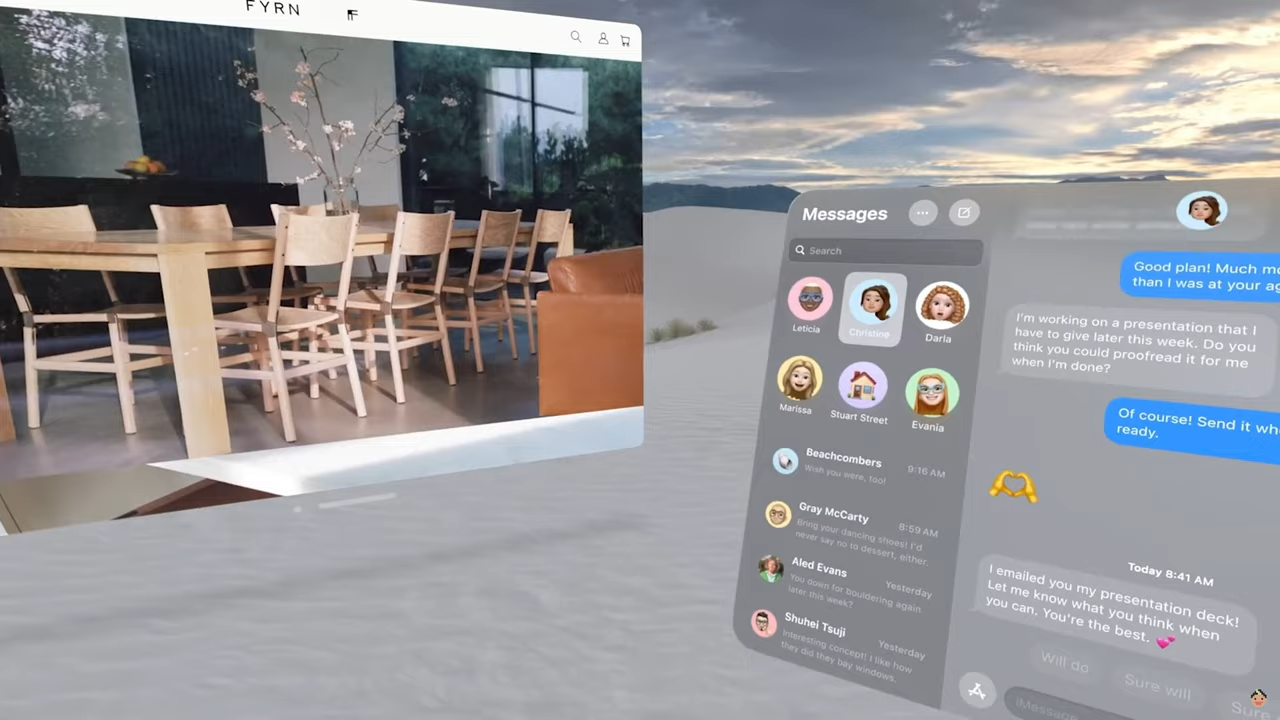 FYRN
Messages
Search
Leticia
Christine
Darla
Marissa
Stuart Street
Evania
Beachcombers
9:16 AM
Wish you were, too!
Gray McCarty
8:59 AM
Bring your dancing shoes! I'd
never say no to dessert, either.
Aled Evans
Yesterday
You down for bouldering again
later this week?
Shuhei Tsuji
Yesterday
Interesting concept! I like how
they did they bay windows.
Good plan! Much
than I was at your
I'm working on a presentation that I
have to give later this week. Do you
think you could proofread it for me
when I'm done?
Of course! Send it
ready.
Today 8:41 AM
I emailed you my presentation deck!
Let me know what you think when
you can. You're the best. 💕
Will do
Sure will
Sure
iMessage